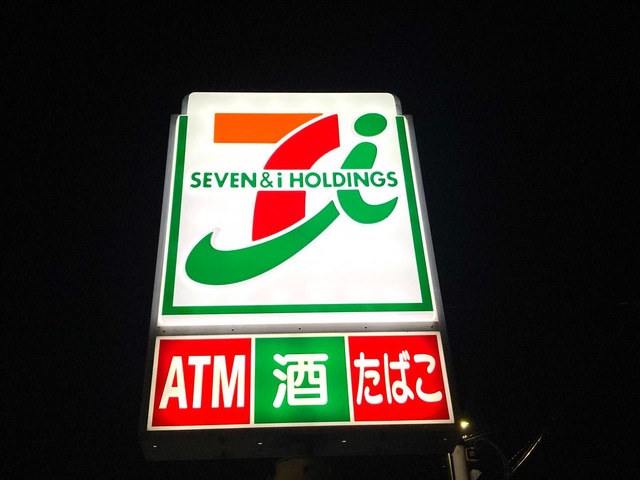 SEVEN&i HOLDINGS
ATM 酒 たばこ